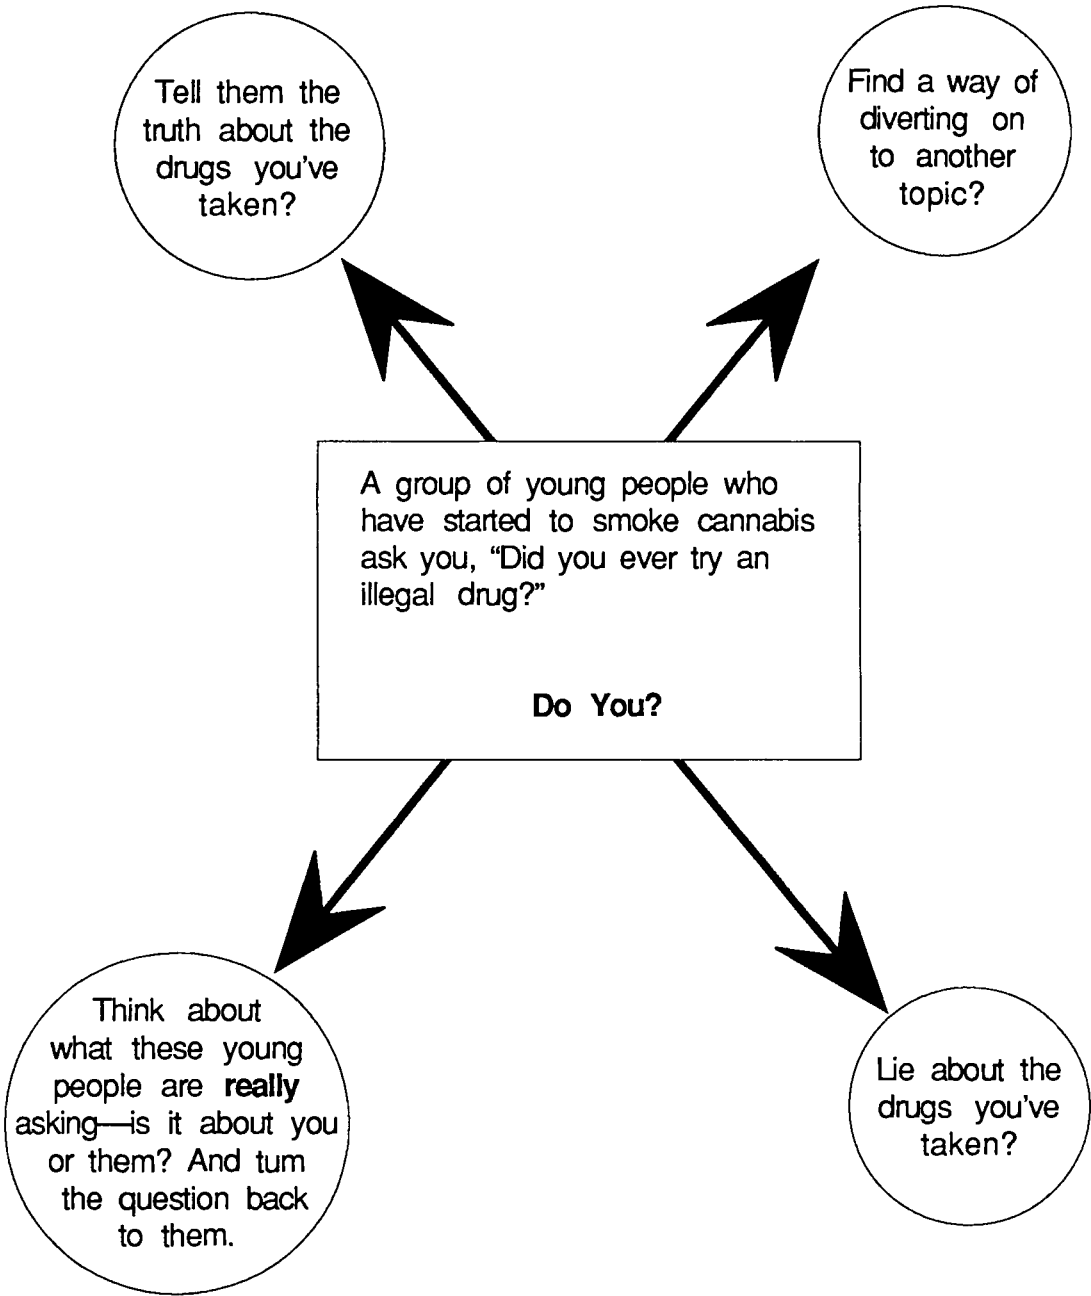 Tell them the
truth about the
drugs you've
taken?
Find a way of
diverting on
to another
topic?
A group of young people who
have started to smoke cannabis
ask you, “Did you ever try an
illegal drug?”
Do You?
Think about
what these young
people are really
asking—is it about you
or them? And turn
the question back
to them.
Lie about the
drugs you've
taken?